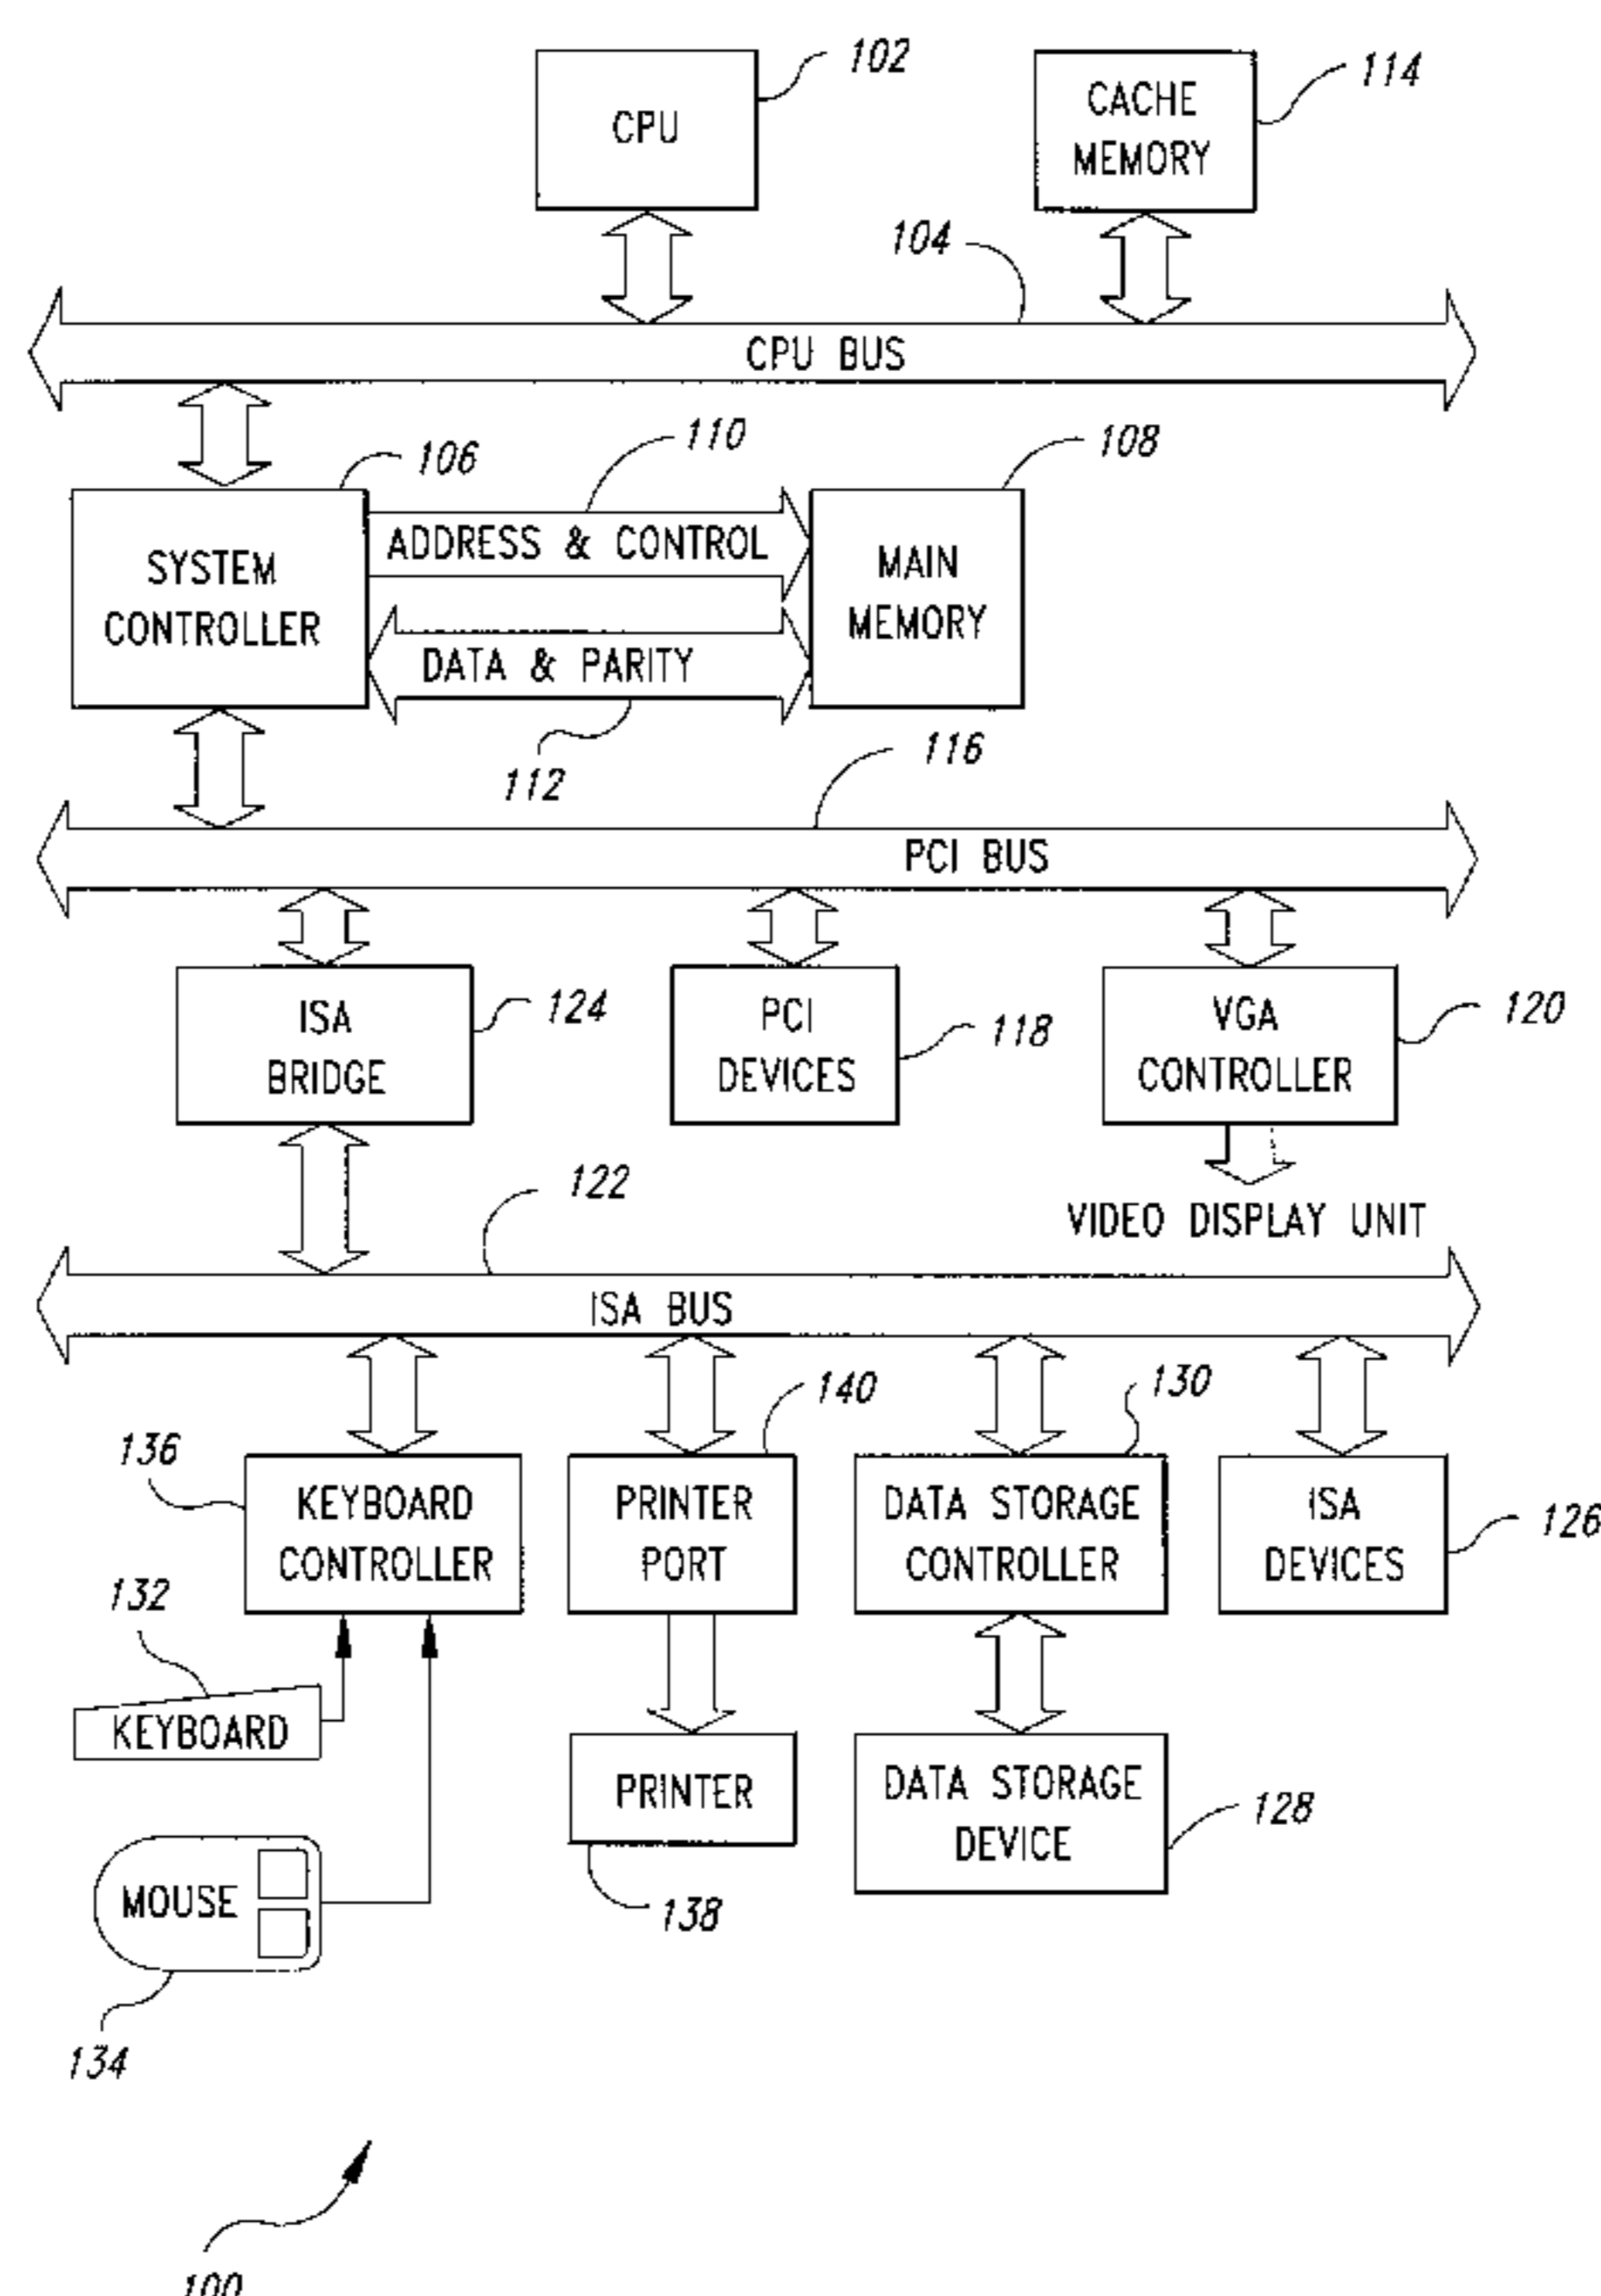 102
114
CPU
CACHE
MEMORY
104
CPU BUS
110
108
106
ADDRESS & CONTROL
SYSTEM
CONTROLLER
MAIN
MEMORY
DATA & PARITY
112
116
PCI BUS
ISA
BRIDGE
124
PCI
DEVICES
118
VGA
CONTROLLER
120
122
VIDEO DISPLAY UNIT
ISA BUS
140
130
136
KEYBOARD
CONTROLLER
PRINTER
PORT
DATA STORAGE
CONTROLLER
ISA
DEVICES
126
132
KEYBOARD
PRINTER
DATA STORAGE
DEVICE
128
MOUSE
138
134
100